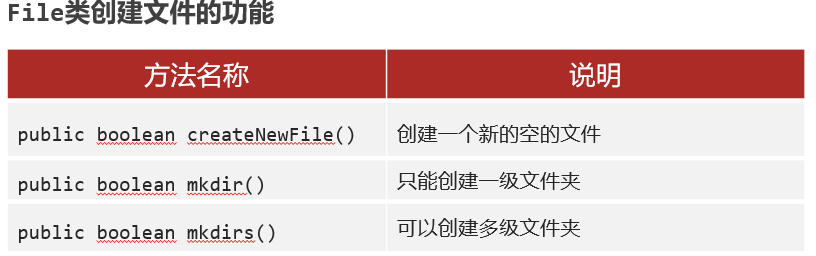 File类创建文件的功能
方法名称 说明
public boolean createNewFile() 创建一个新的空的文件
public boolean mkdir() 只能创建一级文件夹
public boolean mkdirs() 可以创建多级文件夹